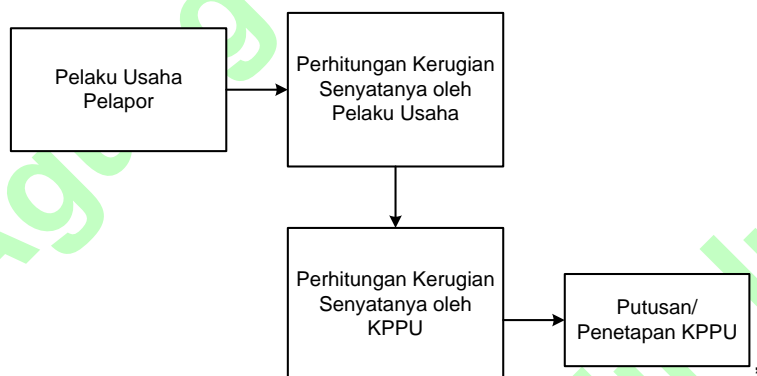 Pelaku Usaha
Pelapor
Perhitungan Kerugian
Senyatanya oleh
Pelaku Usaha
Perhitungan Kerugian
Senyatanya oleh
KPPU
Putusan/
Penetapan KPPU